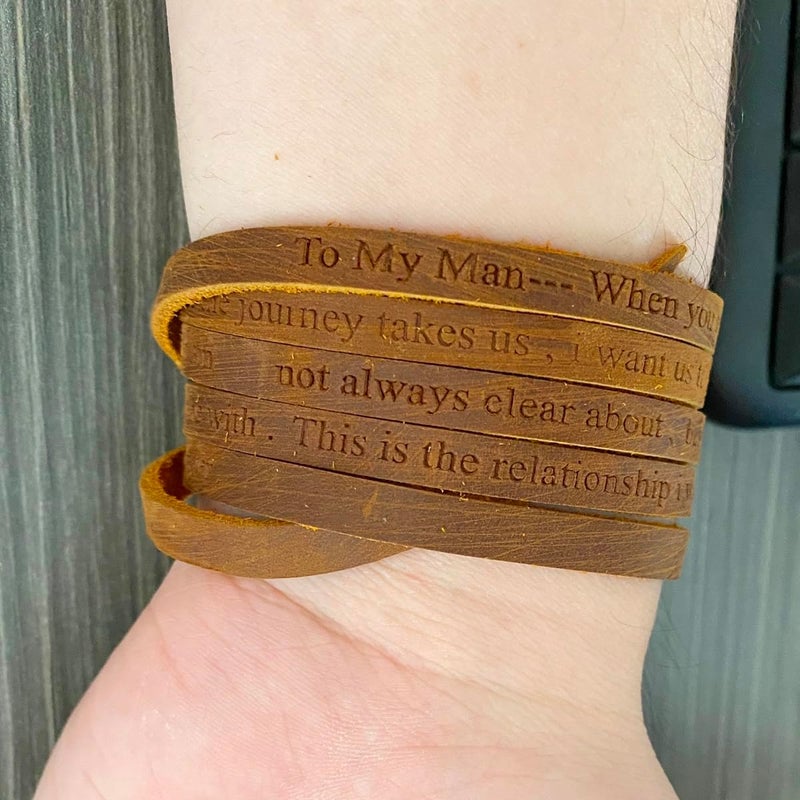 To My Man--- When you
journey takes us , i want us t
not always clear about ,
with . This is the relationship